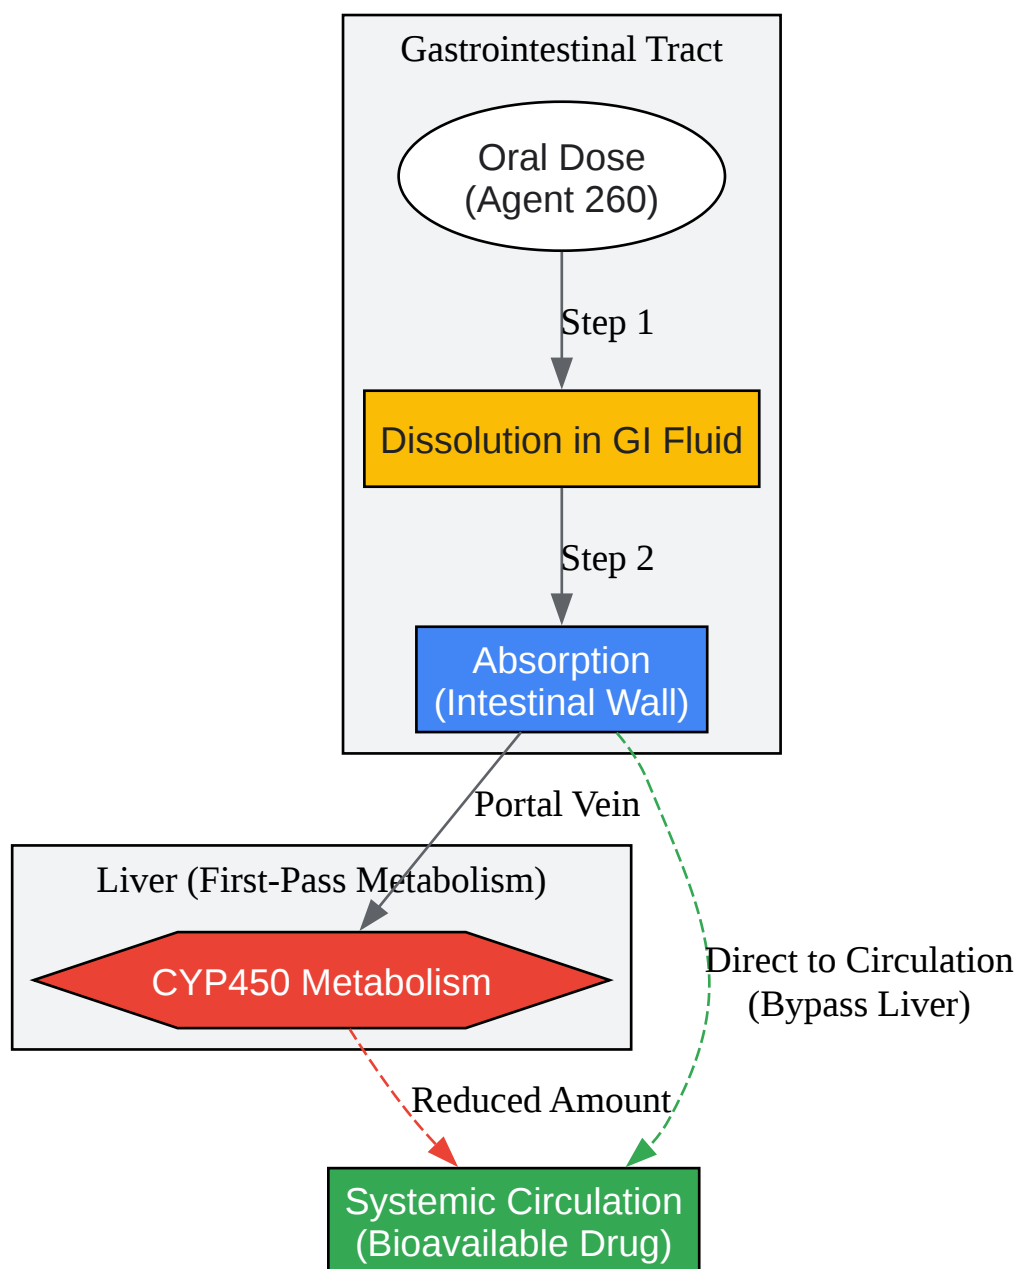 Gastrointestinal Tract
Oral Dose
(Agent 260)
Step 1
Dissolution in GI Fluid
Step 2
Absorption
(Intestinal Wall)
Portal Vein
Liver (First-Pass Metabolism)
CYP450 Metabolism
Direct to Circulation
(Bypass Liver)
Reduced Amount
Systemic Circulation
(Bioavailable Drug)